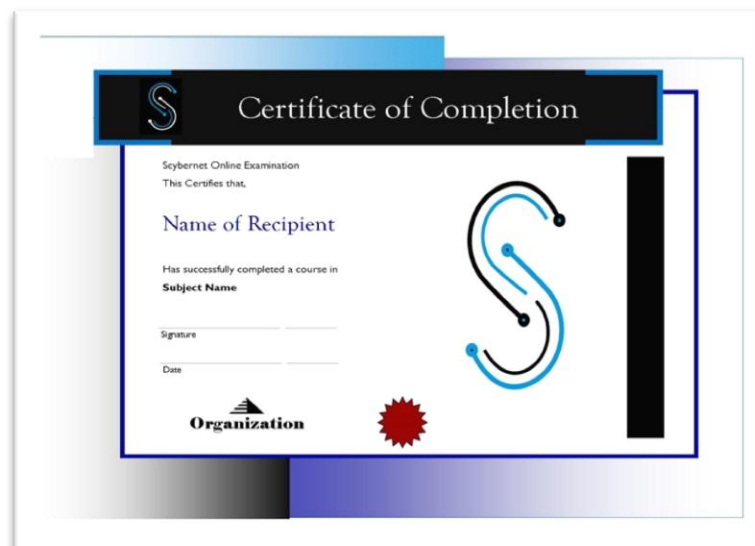 Certificate of Completion
Scybernet Online Examination
This Certifies that,
Name of Recipient
Has successfully completed a course in
Subject Name
Signature
Date
Organization